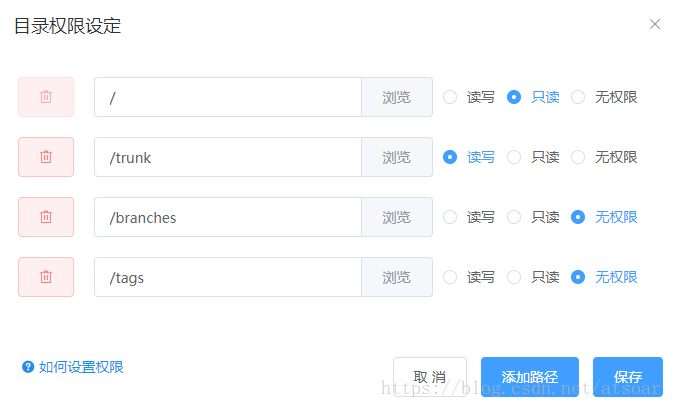 目录权限设定
/ 浏览 读写 只读 无权限
/trunk 浏览 读写 只读 无权限
/branches 浏览 读写 只读 无权限
/tags 浏览 读写 只读 无权限
如何设置权限 取 消 添加路径 保存
https://blog.csdn.net/atsoar